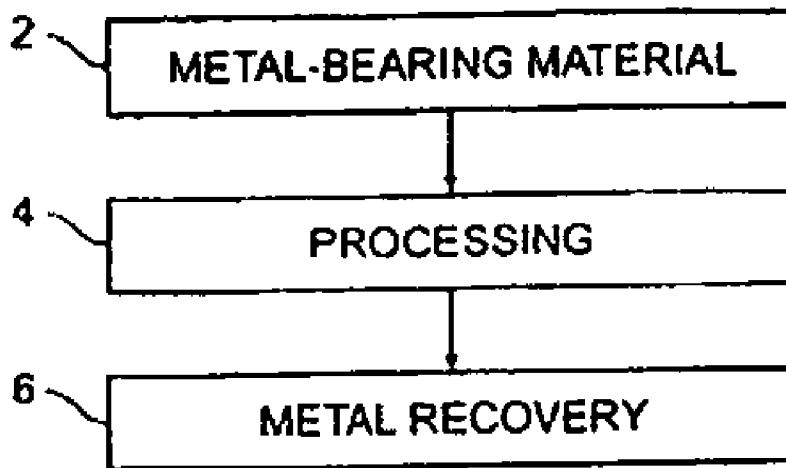 2
METAL-BEARING MATERIAL
4
PROCESSING
6
METAL RECOVERY